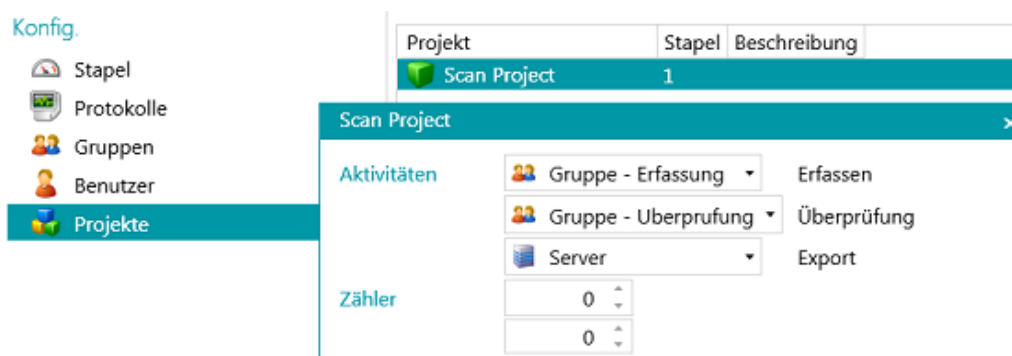 Konfig.
Stapel
Protokolle
Gruppen
Benutzer
Projekte
Projekt Stapel Beschreibung
Scan Project 1
Scan Project ×
Aktivitäten Gruppe - Erfassung Erfassen
Gruppe - Uberprufung Überprüfung
Server Export
Zähler 0
0